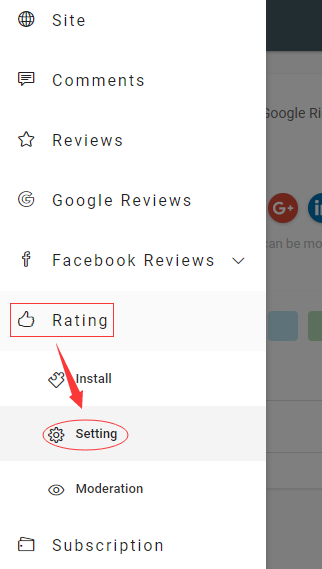 Site
Comments
Reviews
Google Ri
Google Reviews
G+
in
can be mo
Facebook Reviews
Rating
Install
Setting
Moderation
Subscription